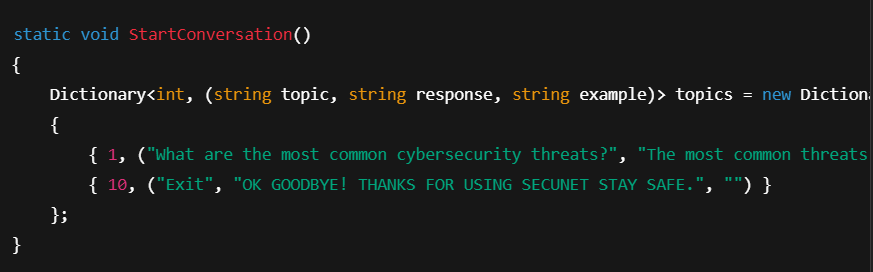 static void StartConversation()
{
    Dictionary<int, (string topic, string response, string example)> topics = new
    {
        { 1, ("What are the most common cybersecurity threats?", "The most common threats
        { 10, ("Exit", "OK GOODBYE! THANKS FOR USING SECUNET STAY SAFE.", "") }
    };
}